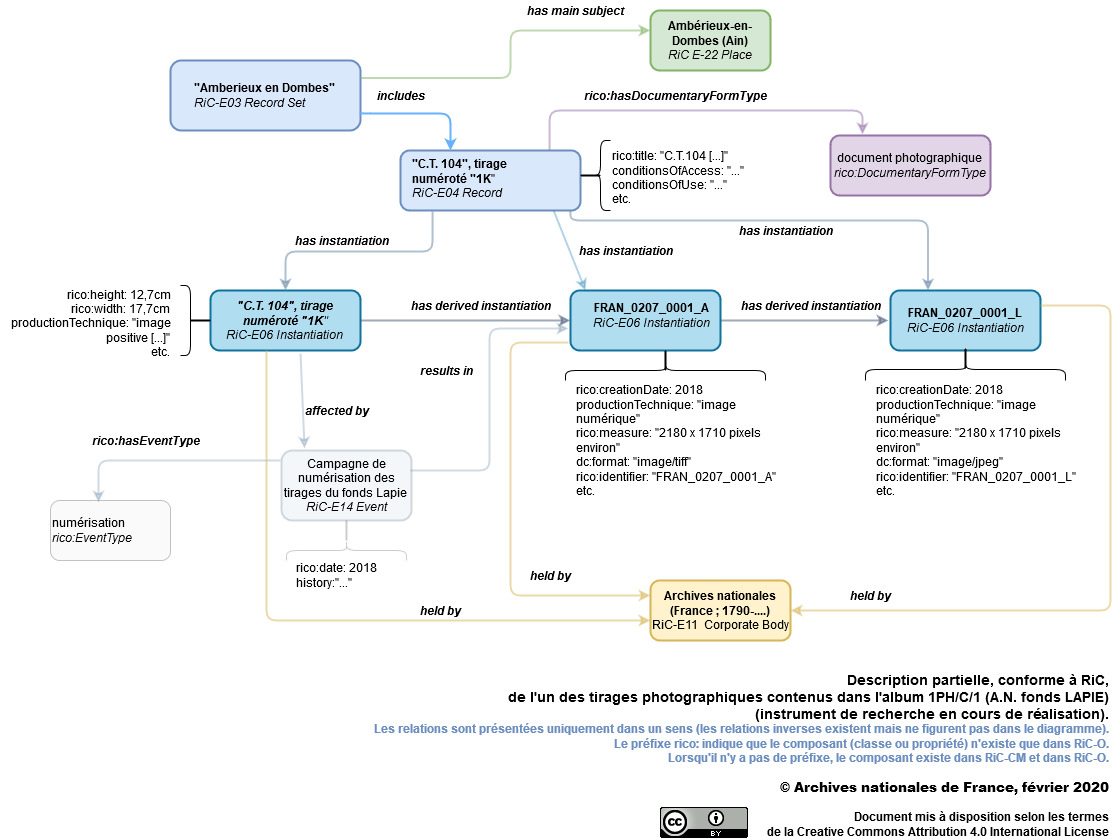 has main subject
Ambérieux-en-
Dombes (Ain)
RiC E-22 Place
"Amberieux en Dombes"
RiC-E03 Record Set
includes
rico:hasDocumentaryFormType
"C.T. 104", tirage
numéroté "1K"
RiC-E04 Record
rico:title: "C.T.104 [...]"
conditionsOfAccess: "..."
conditionsOfUse: "..."
etc.
document photographique
rico:DocumentaryFormType
has instantiation
has instantiation
has instantiation
rico:height: 12,7cm
rico:width: 17,7cm
productionTechnique: "image
positive [...]"
etc.
"C.T. 104", tirage
numéroté "1K"
RiC-E06 Instantiation
has derived instantiation
FRAN_0207_0001_A
RiC-E06 Instantiation
has derived instantiation
FRAN_0207_0001_L
RiC-E06 Instantiation
results in
affected by
rico:creationDate: 2018
productionTechnique: "image
numérique"
rico:measure: "2180 x 1710 pixels
environ"
dc:format: "image/tiff"
rico:identifier: "FRAN_0207_0001_A"
etc.
rico:creationDate: 2018
productionTechnique: "image
numérique"
rico:measure: "2180 x 1710 pixels
environ"
dc:format: "image/jpeg"
rico:identifier: "FRAN_0207_0001_L"
etc.
rico:hasEventType
Campagne de
numérisation des
tirages du fonds Lapie
RiC-E14 Event
numérisation
rico:EventType
rico:date: 2018
history:"..."
held by
held by
held by
Archives nationales
(France ; 1790-....)
RiC-E11  Corporate Body
Description partielle, conforme à RiC,
de l'un des tirages photographiques contenus dans l'album 1PH/C/1 (A.N. fonds LAPIE)
(instrument de recherche en cours de réalisation).
Les relations sont présentées uniquement dans un sens (les relations inverses existent mais ne figurent pas dans le diagramme).
Le préfixe rico: indique que le composant (classe ou propriété) n'existe que dans RiC-O.
Lorsqu'il n'y a pas de préfixe, le composant existe dans RiC-CM et dans RiC-O.
© Archives nationales de France, février 2020
cc
BY
Document mis à disposition selon les termes
de la Creative Commons Attribution 4.0 International License